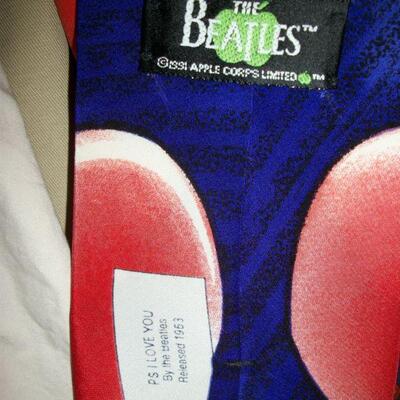 THE
BEATLES™
©1991 APPLE CORPS LIMITED ™
PS I LOVE YOU
By the Beatles
Released 1963